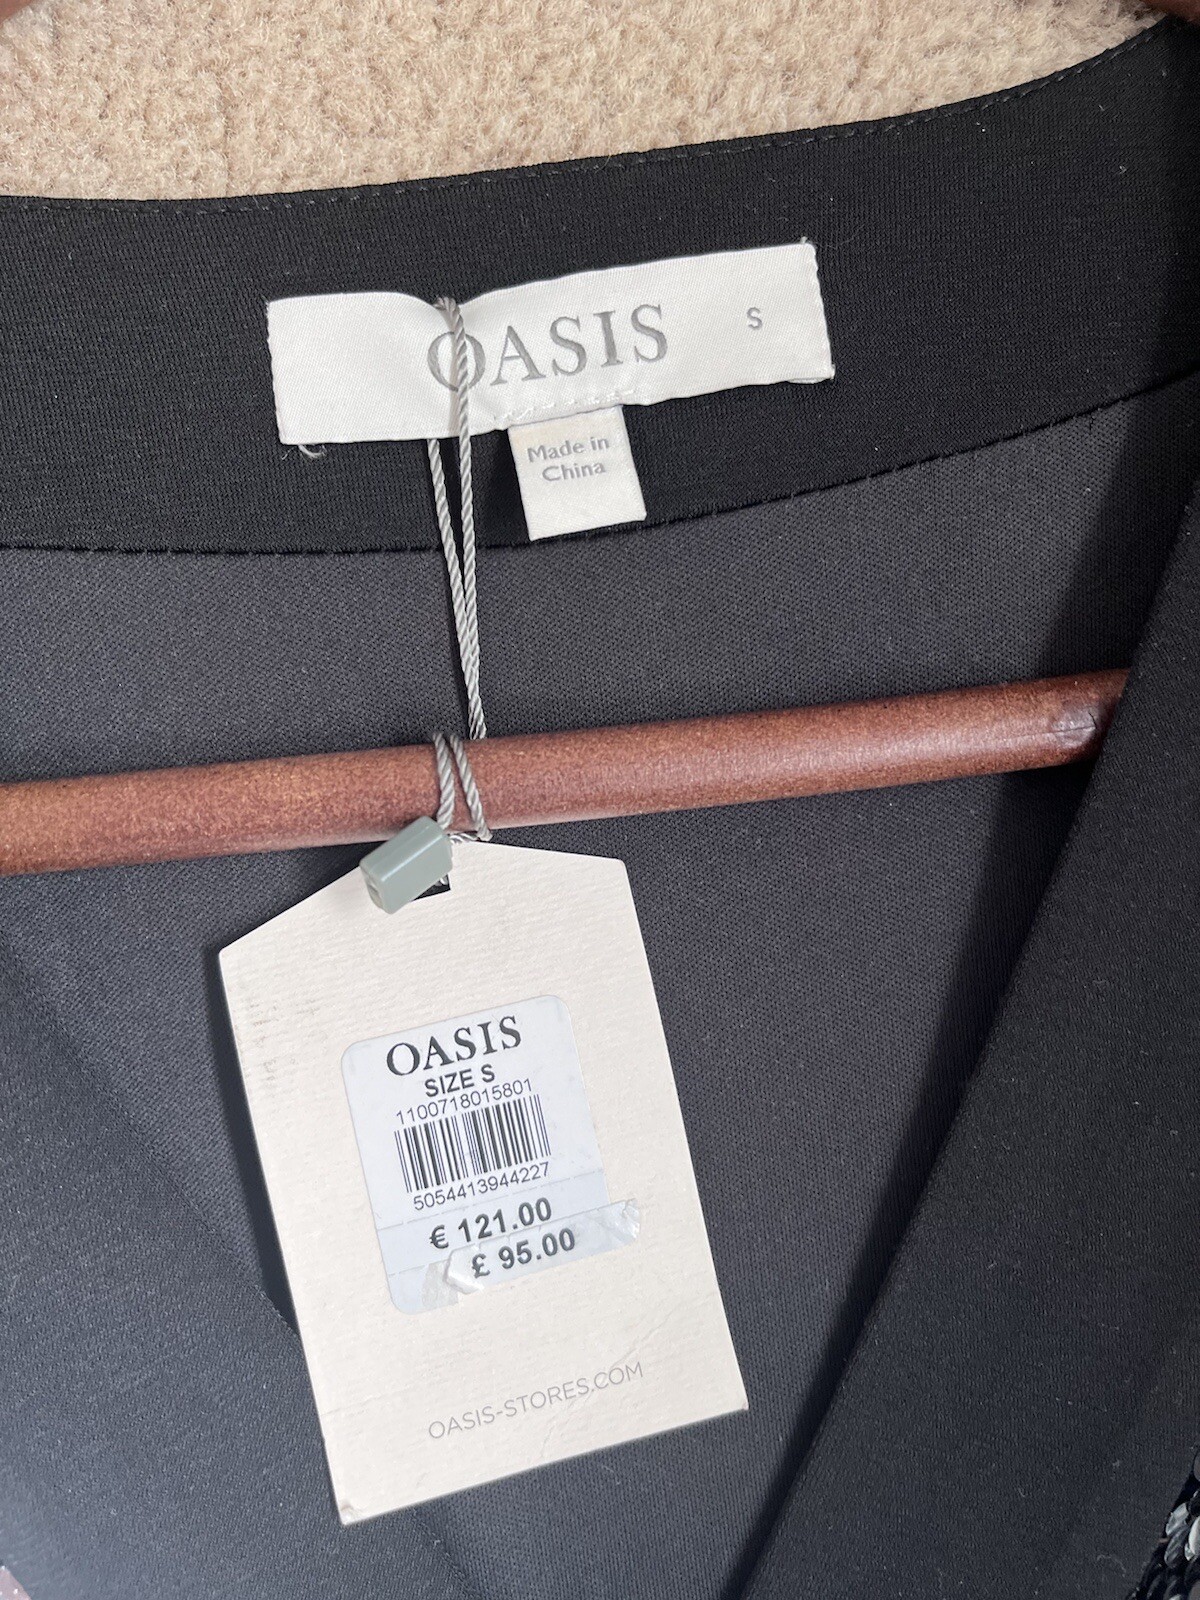 OASIS S
Made in
China
OASIS
SIZE S
1100718015801
5054413944227
€ 121.00
£ 95.00
OASIS-STORES.COM